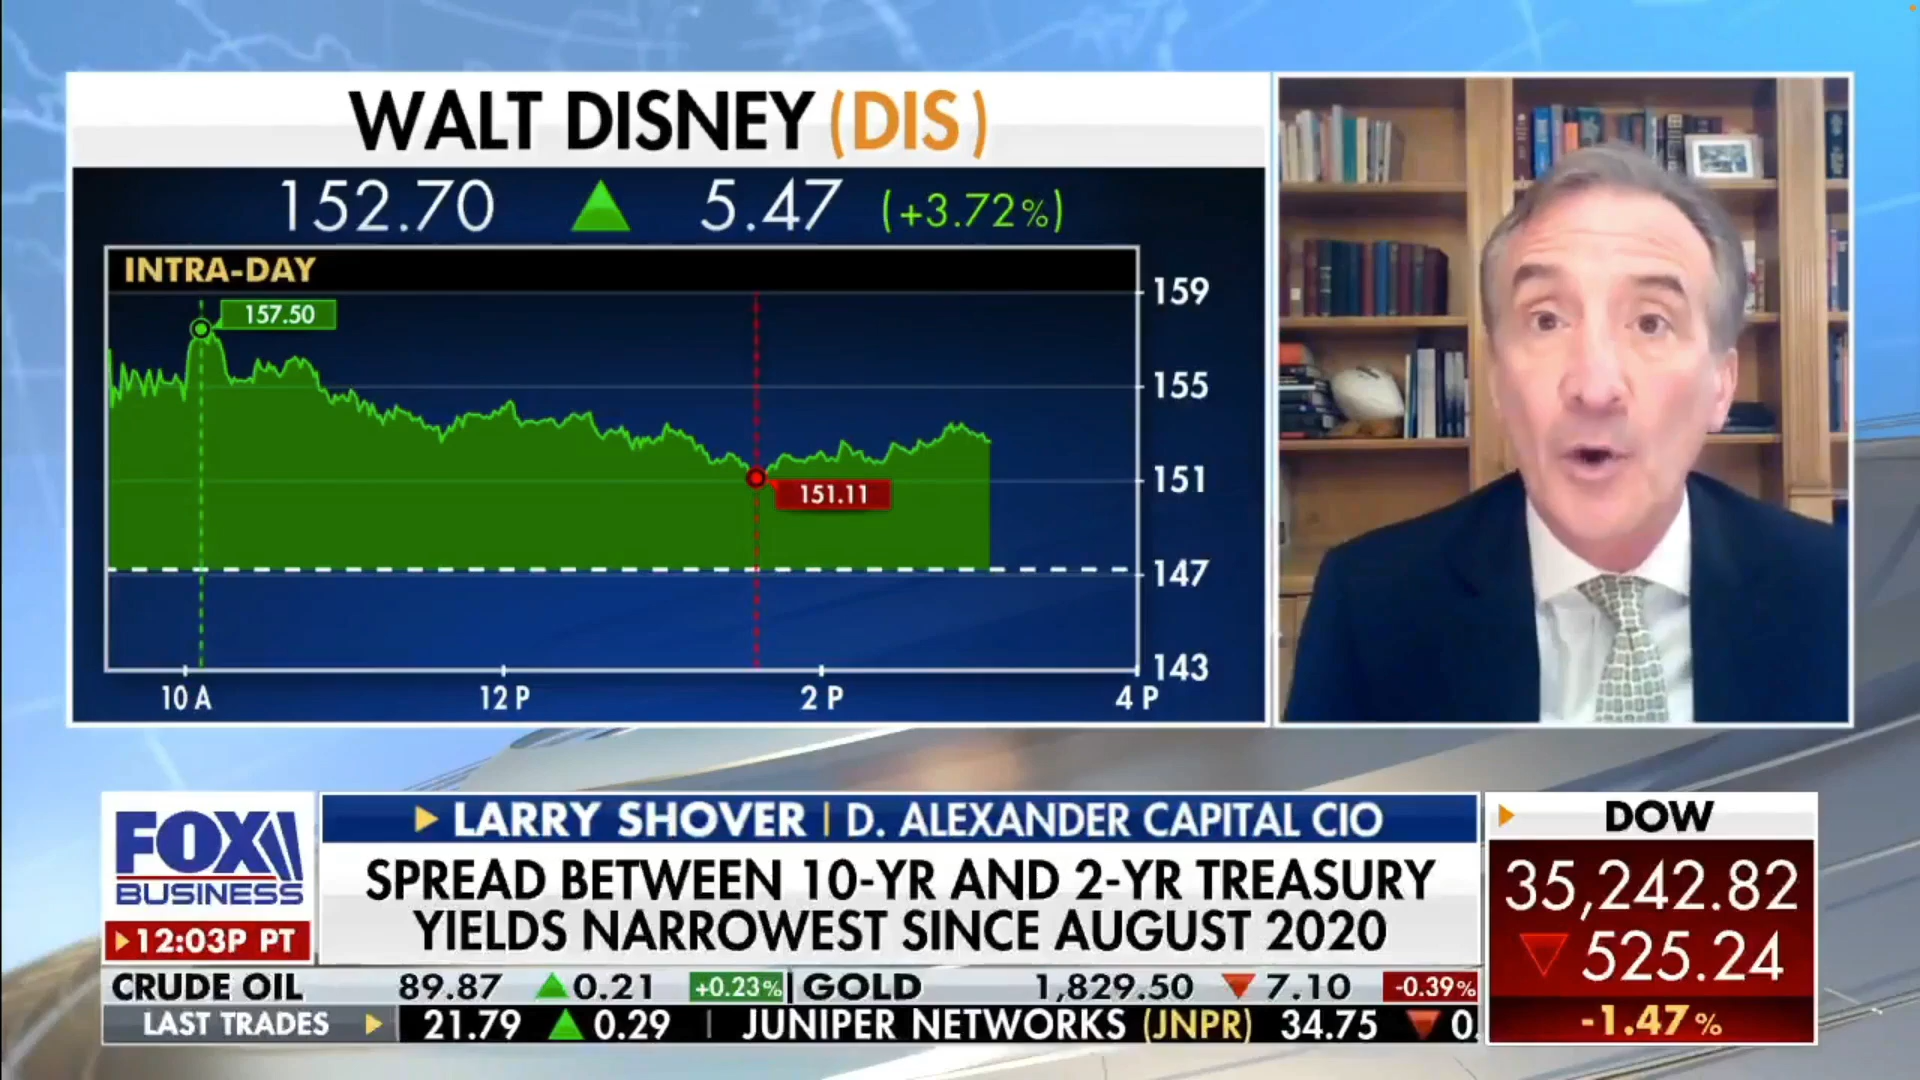 WALT DISNEY (DIS)
152.70 ▲ 5.47 (+3.72%)
INTRA-DAY
157.50
151.11
159
155
151
147
143
10 A 12 P 2 P 4 P
FOX BUSINESS
12:03P PT
LARRY SHOVER | D. ALEXANDER CAPITAL CIO
SPREAD BETWEEN 10-YR AND 2-YR TREASURY
YIELDS NARROWEST SINCE AUGUST 2020
DOW
35,242.82
▼ 525.24
-1.47%
CRUDE OIL 89.87 ▲ 0.21 +0.23% | GOLD 1,829.50 ▼ 7.10 -0.39%
LAST TRADES 21.79 ▲ 0.29 | JUNIPER NETWORKS (JNPR) 34.75 ▼ 0.